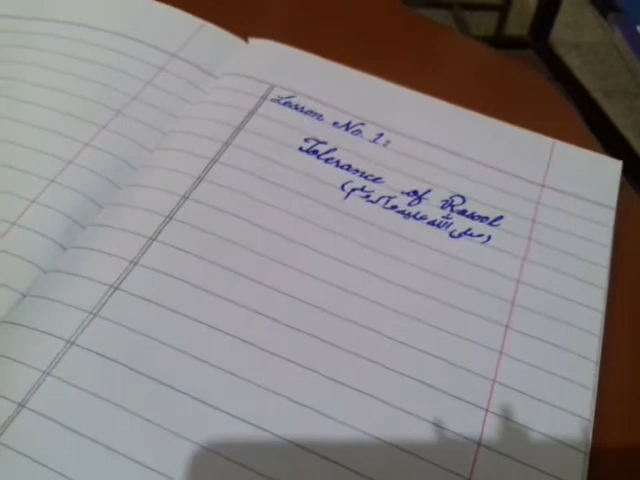 Lesson No. 1:
Tolerance of Rasool
(صلی اللہ علیہ وآلہ وسلم)